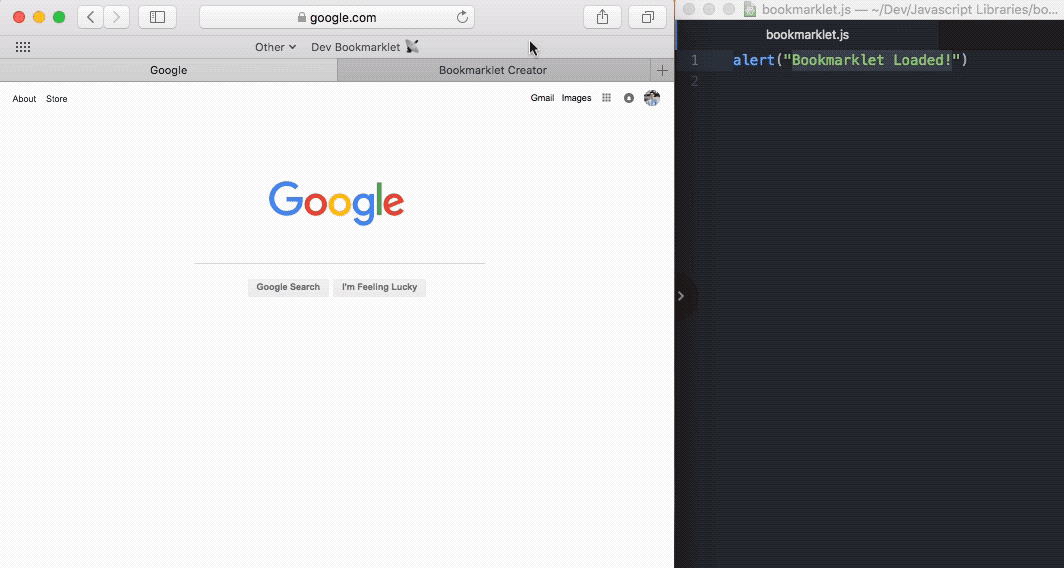 google.com
Other
Dev Bookmarklet
Google
Bookmarklet Creator
About Store
Gmail Images
Google
Google Search
I'm Feeling Lucky
bookmarklet.js — ~/Dev/Javascript Libraries/bo...
bookmarklet.js
1 alert("Bookmarklet Loaded!")
2